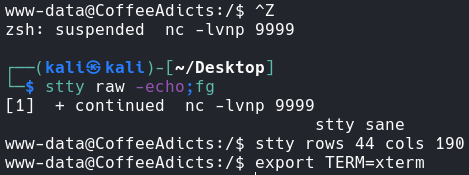 www-data@CoffeeAdicts:/$ ^Z
zsh: suspended  nc -lvnp 9999
┌──(kali㉿kali)-[~/Desktop]
└─$ stty raw -echo;fg
[1]  + continued  nc -lvnp 9999
                               stty sane
www-data@CoffeeAdicts:/$ stty rows 44 cols 190
www-data@CoffeeAdicts:/$ export TERM=xterm